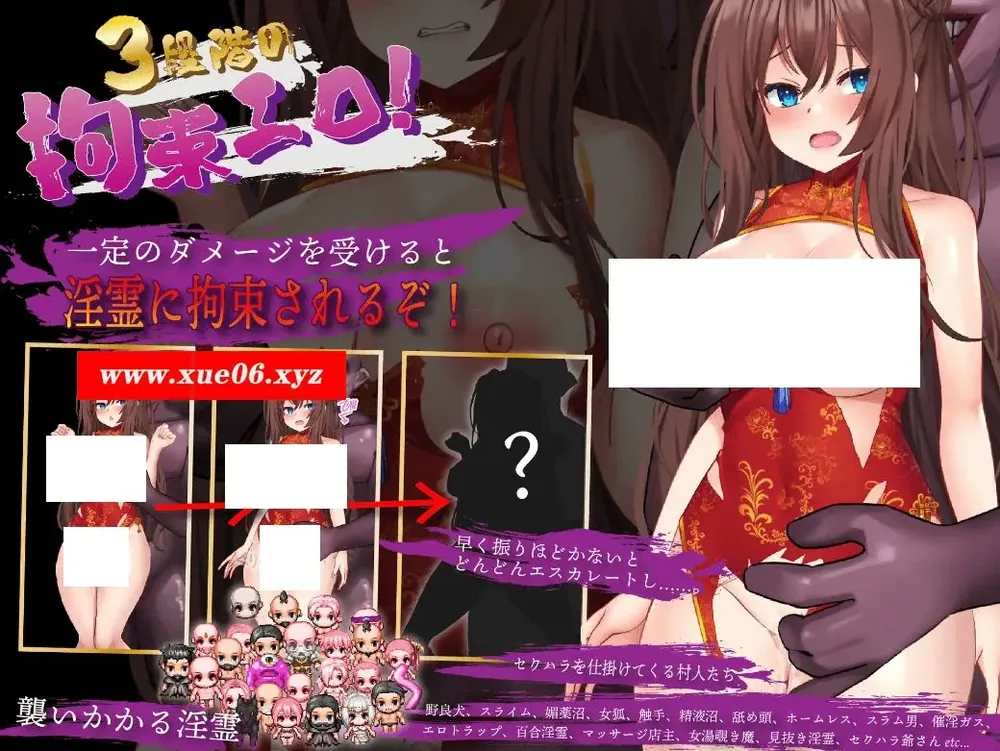 3段階の
拘束エロ!
一定のダメージを受けると
淫霊に拘束されるぞ!
www.xue06.xyz
?
早く振りほどかないと
どんどんエスカレートし……。
セクハラを仕掛けてくる村人たち、
襲いかかる淫霊
野良犬、スライム、媚薬沼、女狐、触手、精液沼、舐め頭、ホームレス、スラム男、催淫ガス、
エロトラップ、百合淫霊、マッサージ店主、女湯覗き魔、見抜き淫霊、セクハラ爺さん etc...